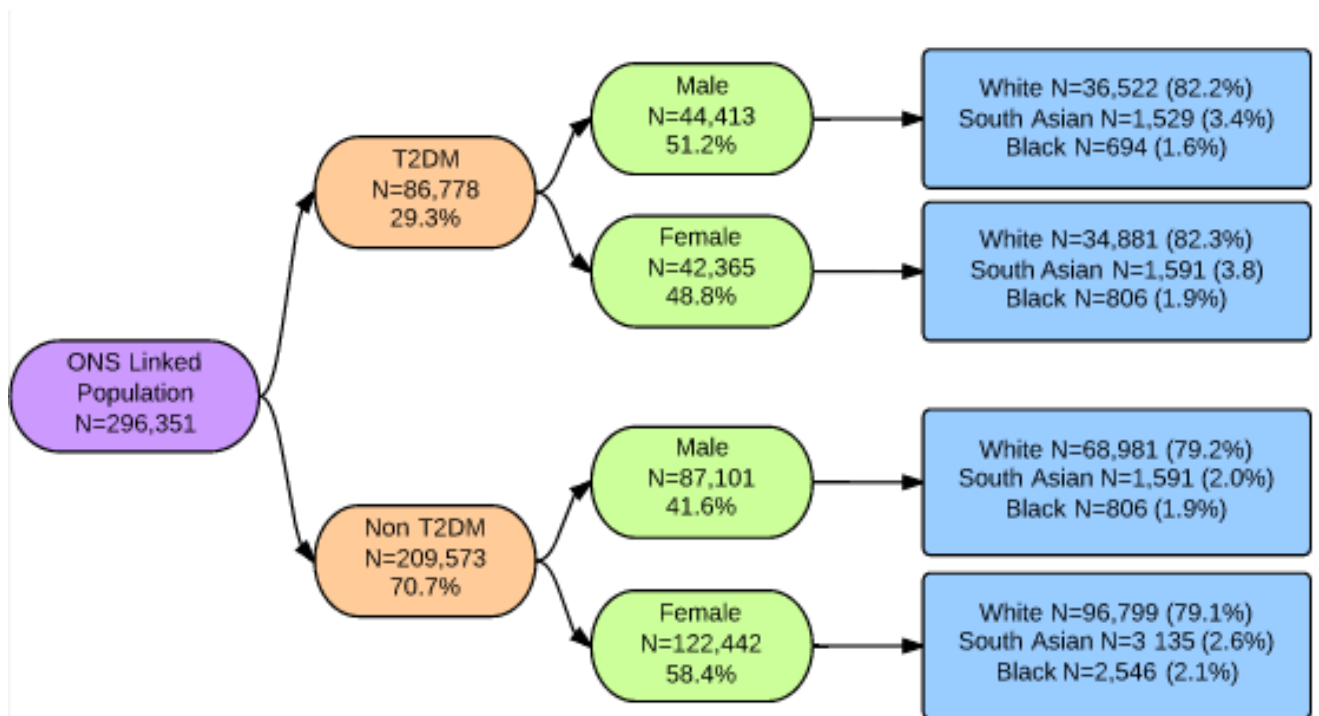 ONS Linked
Population
N=296,351
T2DM
N=86,778
29.3%
Male
N=44,413
51.2%
White N=36,522 (82.2%)
South Asian N=1,529 (3.4%)
Black N=694 (1.6%)
Female
N=42,365
48.8%
White N=34,881 (82.3%)
South Asian N=1,591 (3.8)
Black N=806 (1.9%)
Non T2DM
N=209,573
70.7%
Male
N=87,101
41.6%
White N=68,981 (79.2%)
South Asian N=1,591 (2.0%)
Black N=806 (1.9%)
Female
N=122,442
58.4%
White N=96,799 (79.1%)
South Asian N=3 135 (2.6%)
Black N=2,546 (2.1%)